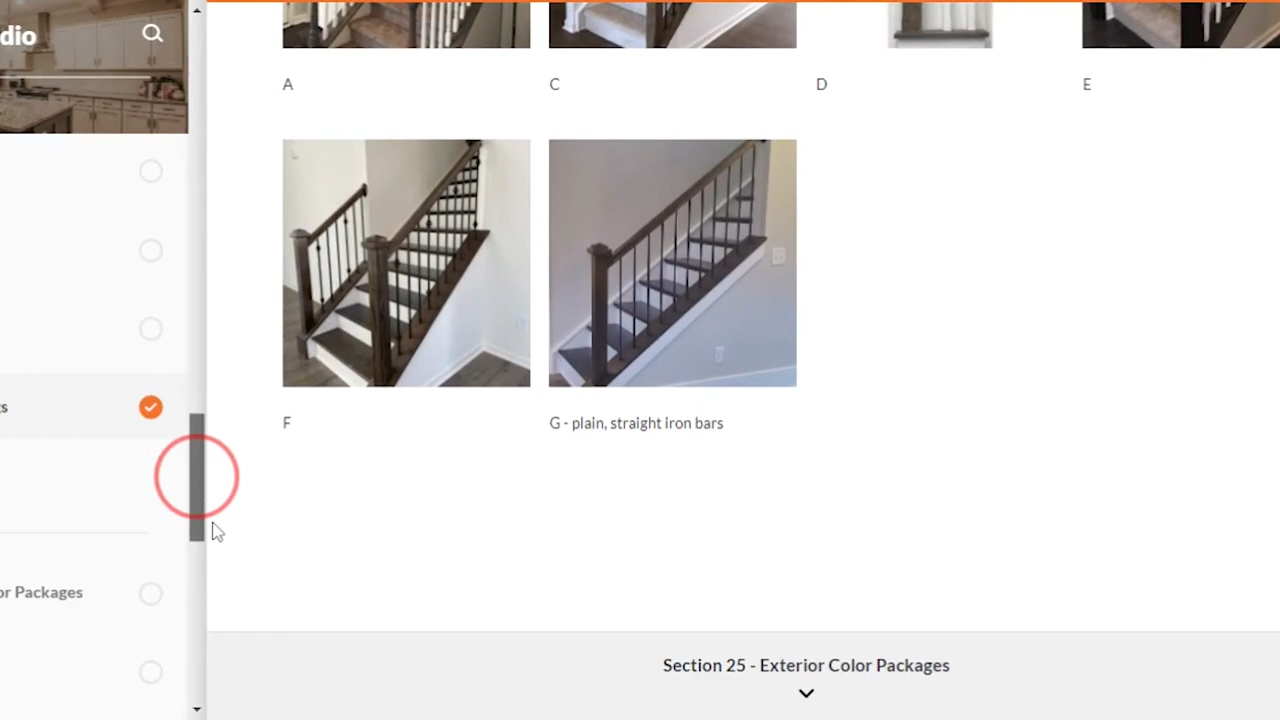 dio
A
C
D
E
F
G - plain, straight iron bars
s
or Packages
Section 25 - Exterior Color Packages